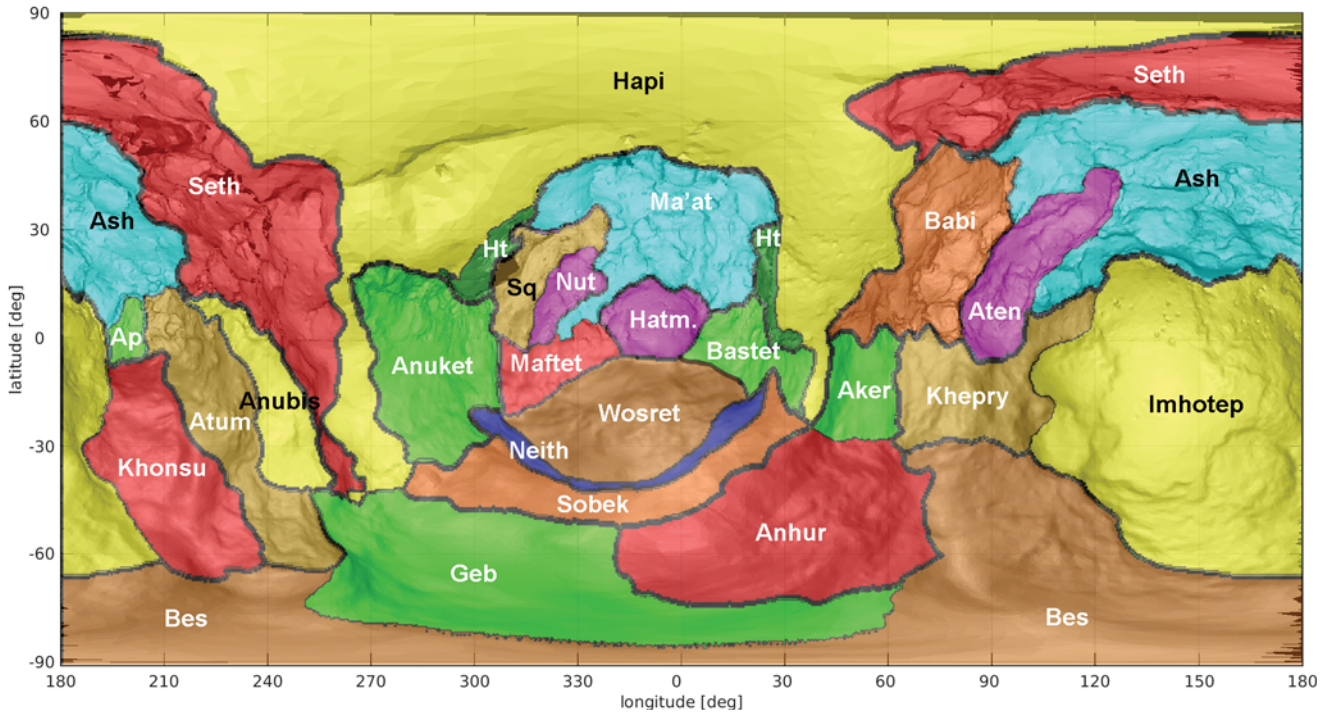 90
Hapi
Seth
60
Seth
Ma'at
Ash
Ash
Babi
30
Ht
Ht
Sq
Nut
Ap
Hatm.
Aten
0
Anuket
Maftet
Bastet
latitude [deg]
Anubis
Aker
Khepry
Imhotep
Atum
Wosret
-30
Khonsu
Neith
Sobek
Anhur
-60
Geb
Bes
Bes
-90
180 210 240 270 300 330 0 30 60 90 120 150 180
longitude [deg]